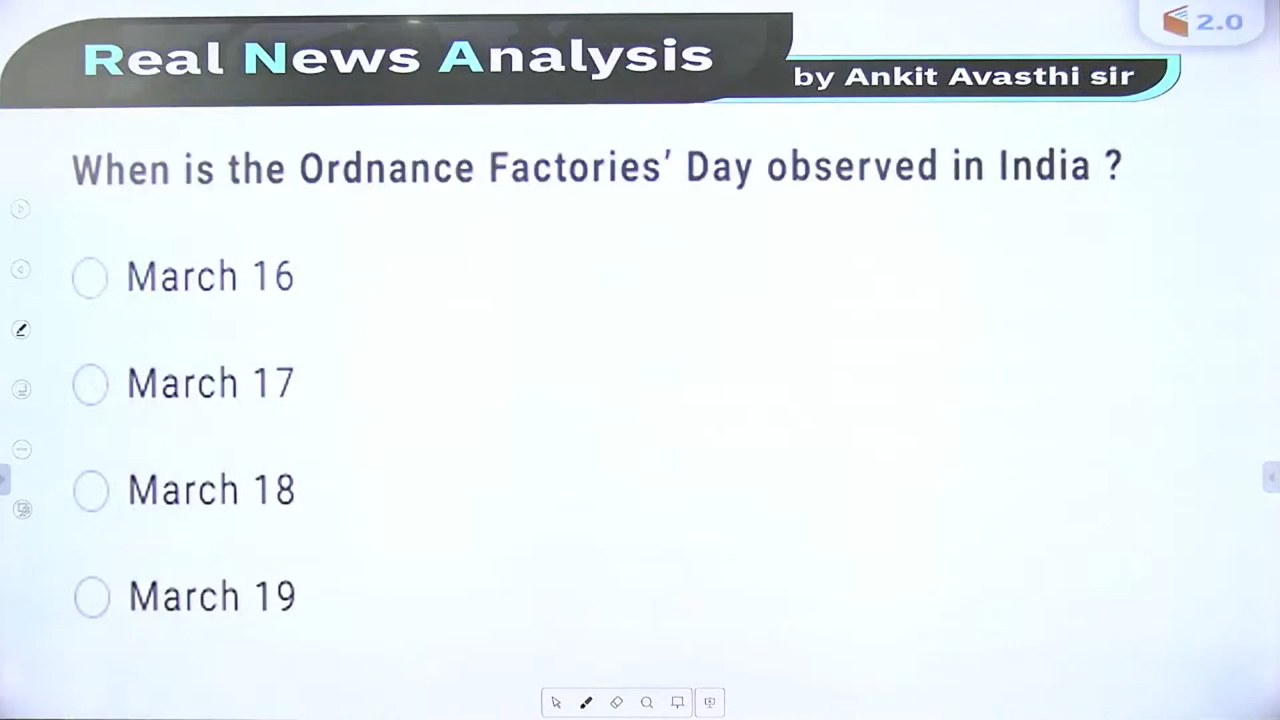 Real News Analysis
by Ankit Avasthi sir
2.0
When is the Ordnance Factories’ Day observed in India ?
March 16
March 17
March 18
March 19